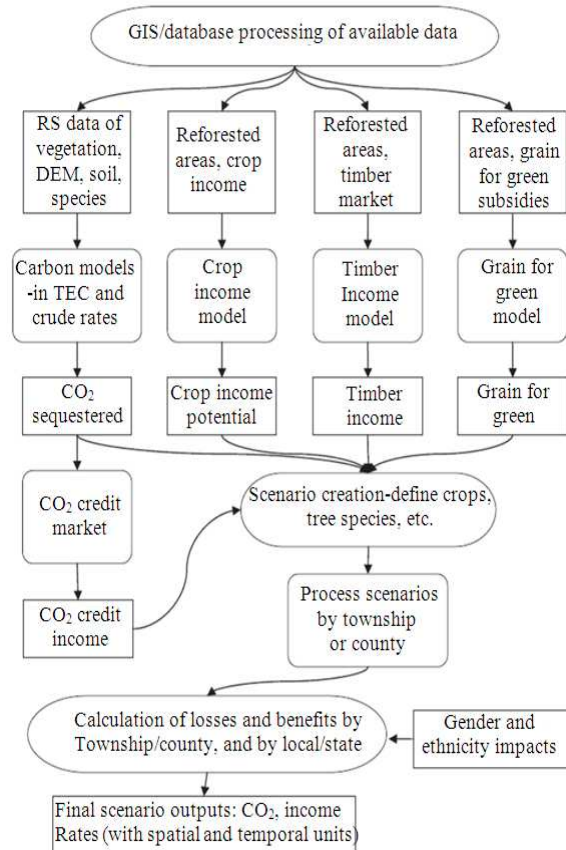 GIS/database processing of available data
RS data of
vegetation,
DEM, soil,
species
Reforested
areas, crop
income
Reforested
areas,
timber
market
Reforested
areas, grain
for green
subsidies
Carbon models
-in TEC and
crude rates
Crop
income
model
Timber
Income
model
Grain for
green
model
CO₂
sequestered
Crop income
potential
Timber
income
Grain for
green
CO₂ credit
market
Scenario creation-define crops,
tree species, etc.
CO₂ credit
income
Process scenarios
by township
or county
Calculation of losses and benefits by
Township/county, and by local/state
Gender and
ethnicity impacts
Final scenario outputs: CO₂, income
Rates (with spatial and temporal units)